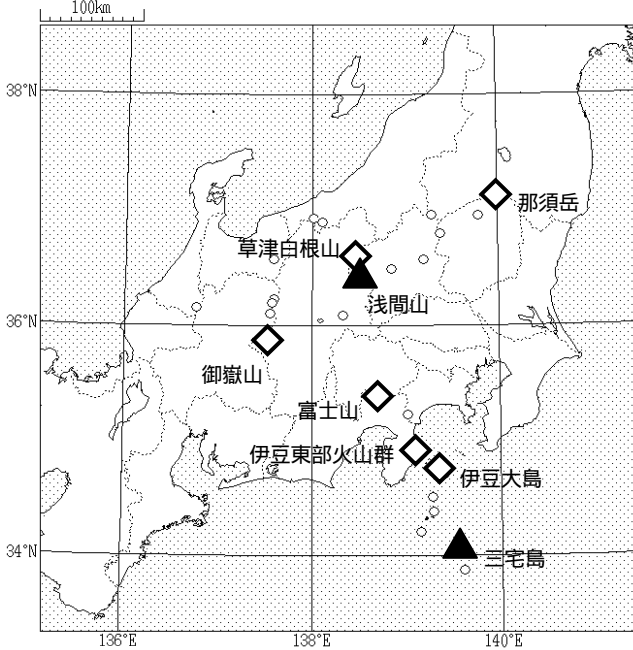 100km
38°N
那須岳
草津白根山
浅間山
36°N
御嶽山
富士山
伊豆東部火山群
伊豆大島
34°N
三宅島
136°E
138°E
140°E